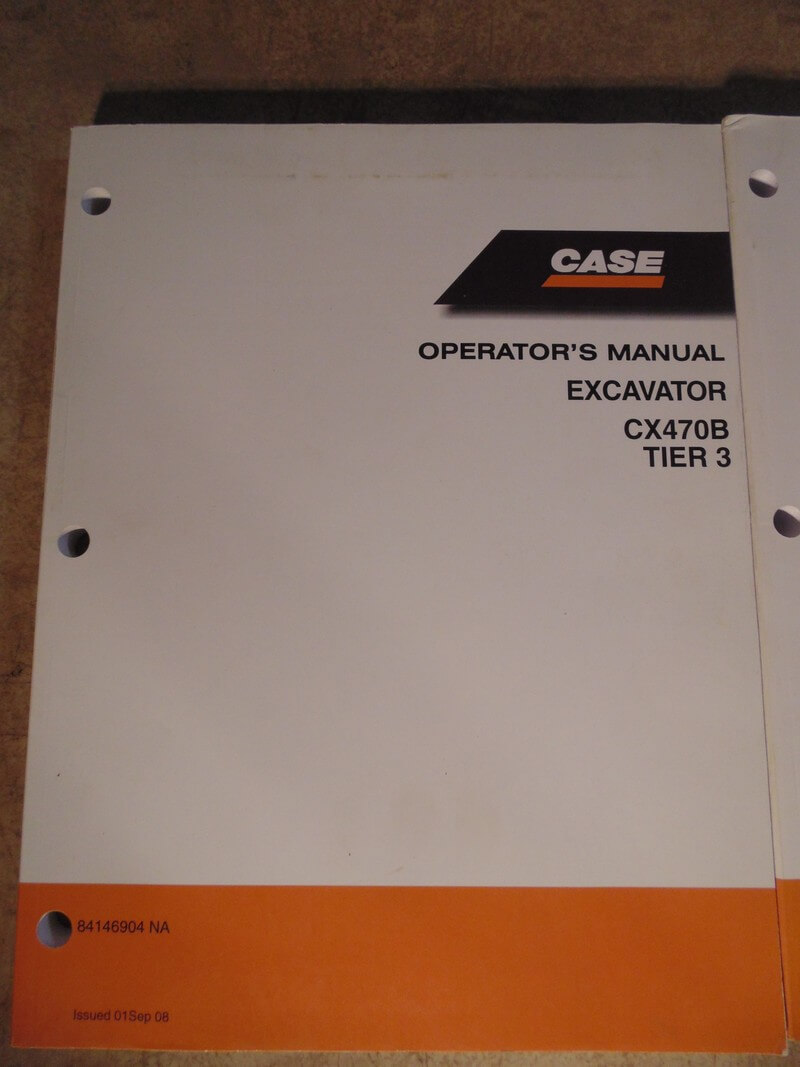 CASE
OPERATOR'S MANUAL
EXCAVATOR
CX470B
TIER 3
84146904 NA
Issued 01Sep 08